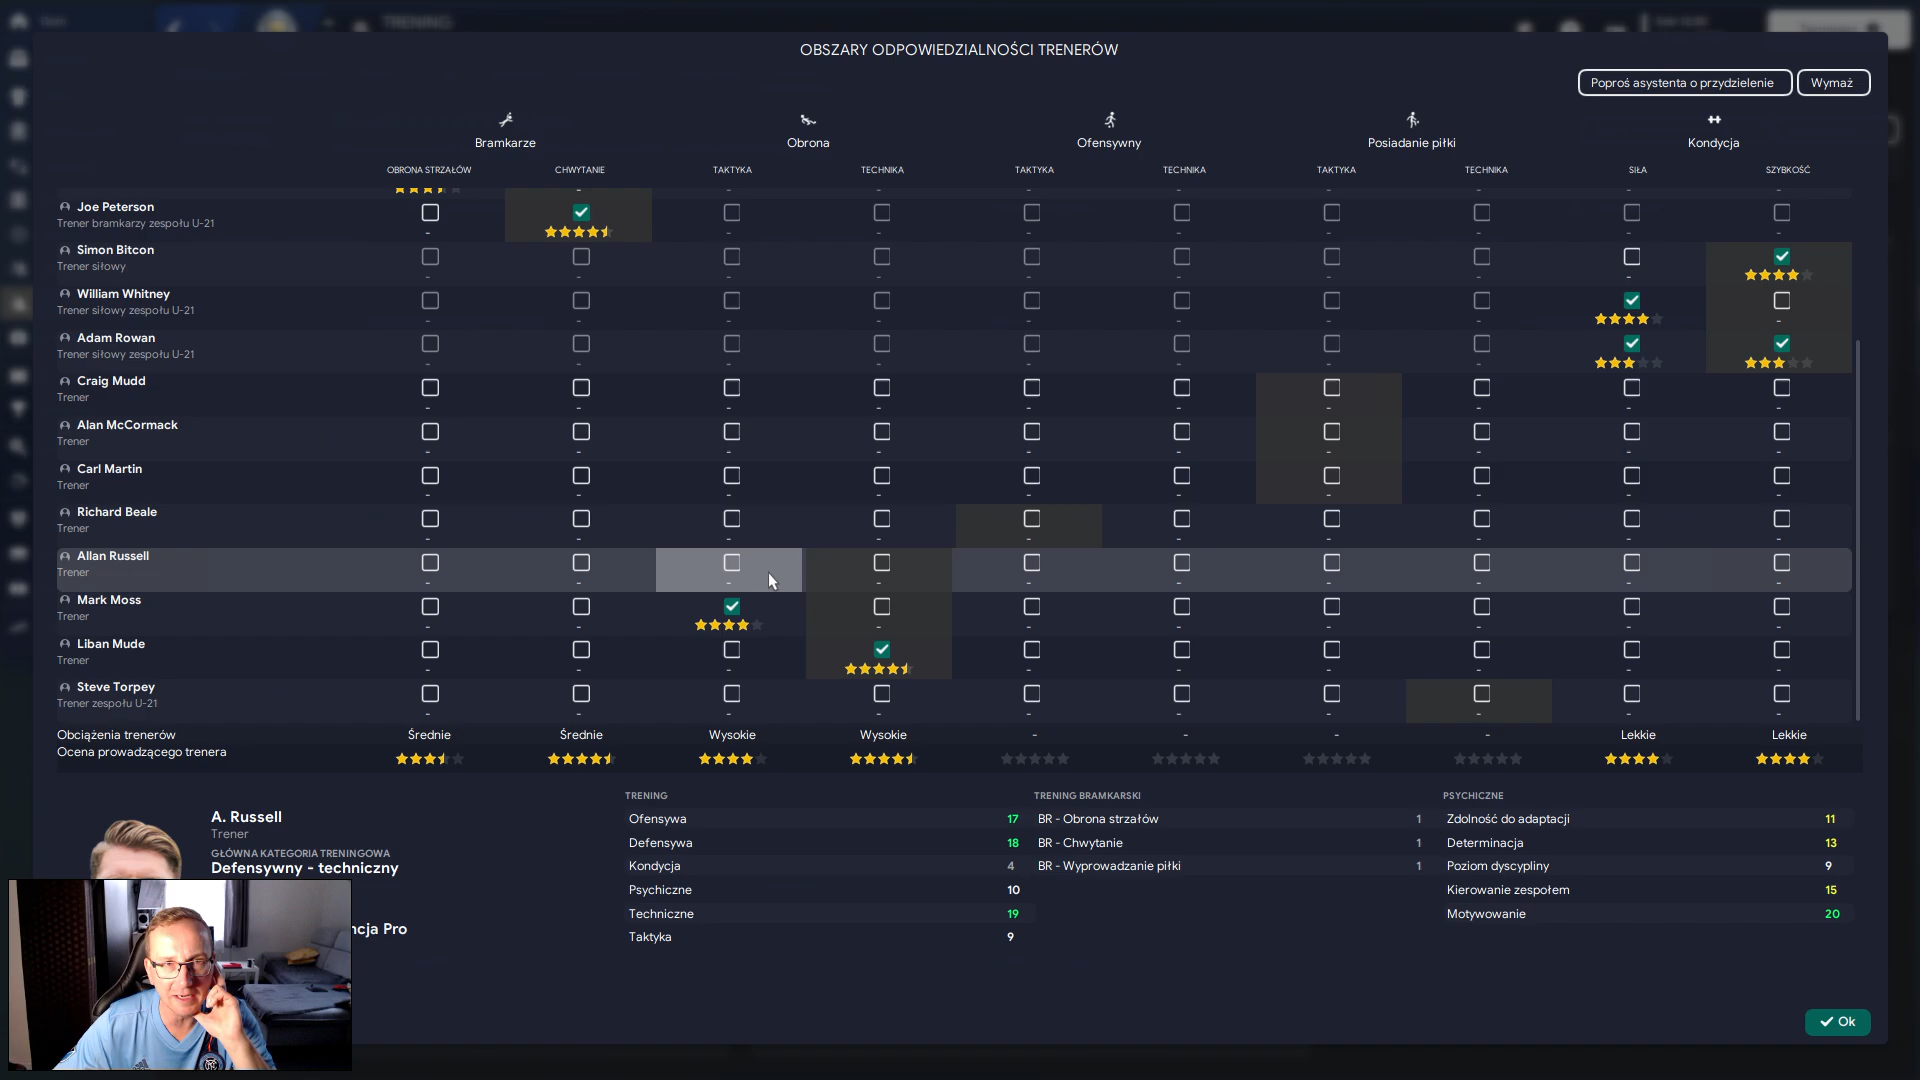 TRENING
OBSZARY ODPOWIEDZIALNOŚCI TRENERÓW
Poproś asystenta o przydzielenie
Wymaż
Bramkarze
Obrona
Ofensywny
Posiadanie piłki
Kondycja
OBRONA STRZAŁÓW
CHWYTANIE
TAKTYKA
TECHNIKA
TAKTYKA
TECHNIKA
TAKTYKA
TECHNIKA
SIŁA
SZYBKOŚĆ
Joe Peterson
Trener bramkarzy zespołu U-21
Simon Bitcon
Trener siłowy
William Whitney
Trener siłowy zespołu U-21
Adam Rowan
Trener siłowy zespołu U-21
Craig Mudd
Trener
Alan McCormack
Trener
Carl Martin
Trener
Richard Beale
Trener
Allan Russell
Trener
Mark Moss
Trener
Liban Mude
Trener
Steve Torpey
Trener zespołu U-21
Obciążenia trenerów Średnie Średnie Wysokie Wysokie - - - - Lekkie Lekkie
Ocena prowadzącego trenera
A. Russell
Trener
GŁÓWNA KATEGORIA TRENINGOWA
Defensywny - techniczny
ncja Pro
TRENING
Ofensywa 17
Defensywa 18
Kondycja 4
Psychiczne 10
Techniczne 19
Taktyka 9
TRENING BRAMKARSKI
BR - Obrona strzałów 1
BR - Chwytanie 1
BR - Wyprowadzanie piłki 1
PSYCHICZNE
Zdolność do adaptacji 11
Determinacja 13
Poziom dyscypliny 9
Kierowanie zespołem 15
Motywowanie 20
Ok